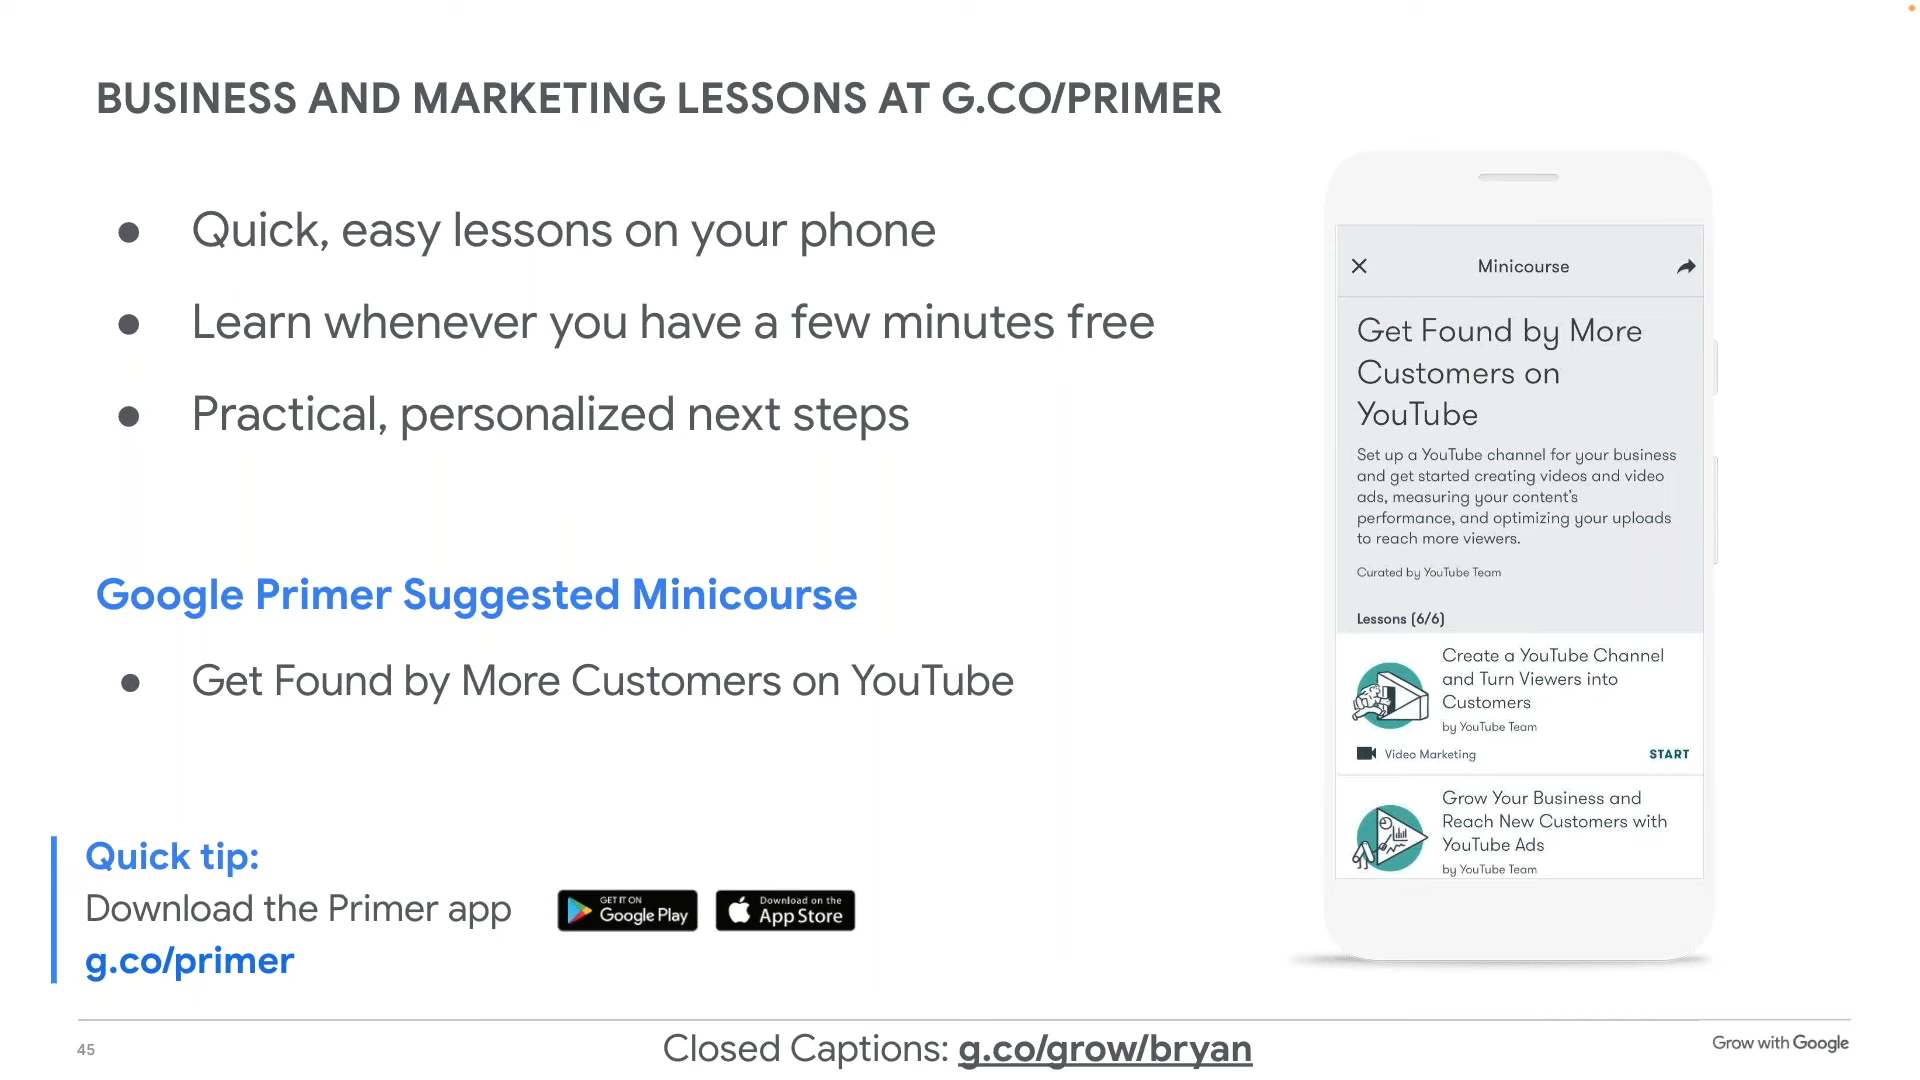 BUSINESS AND MARKETING LESSONS AT G.CO/PRIMER
● Quick, easy lessons on your phone
● Learn whenever you have a few minutes free
● Practical, personalized next steps
Google Primer Suggested Minicourse
● Get Found by More Customers on YouTube
Quick tip:
Download the Primer app
GET IT ON
Google Play
Download on the
App Store
g.co/primer
Minicourse
Get Found by More
Customers on
YouTube
Set up a YouTube channel for your business
and get started creating videos and video
ads, measuring your content's
performance, and optimizing your uploads
to reach more viewers.
Curated by YouTube Team
Lessons (6/6)
Create a YouTube Channel
and Turn Viewers into
Customers
by YouTube Team
Video Marketing START
Grow Your Business and
Reach New Customers with
YouTube Ads
by YouTube Team
45
Closed Captions: g.co/grow/bryan
Grow with Google